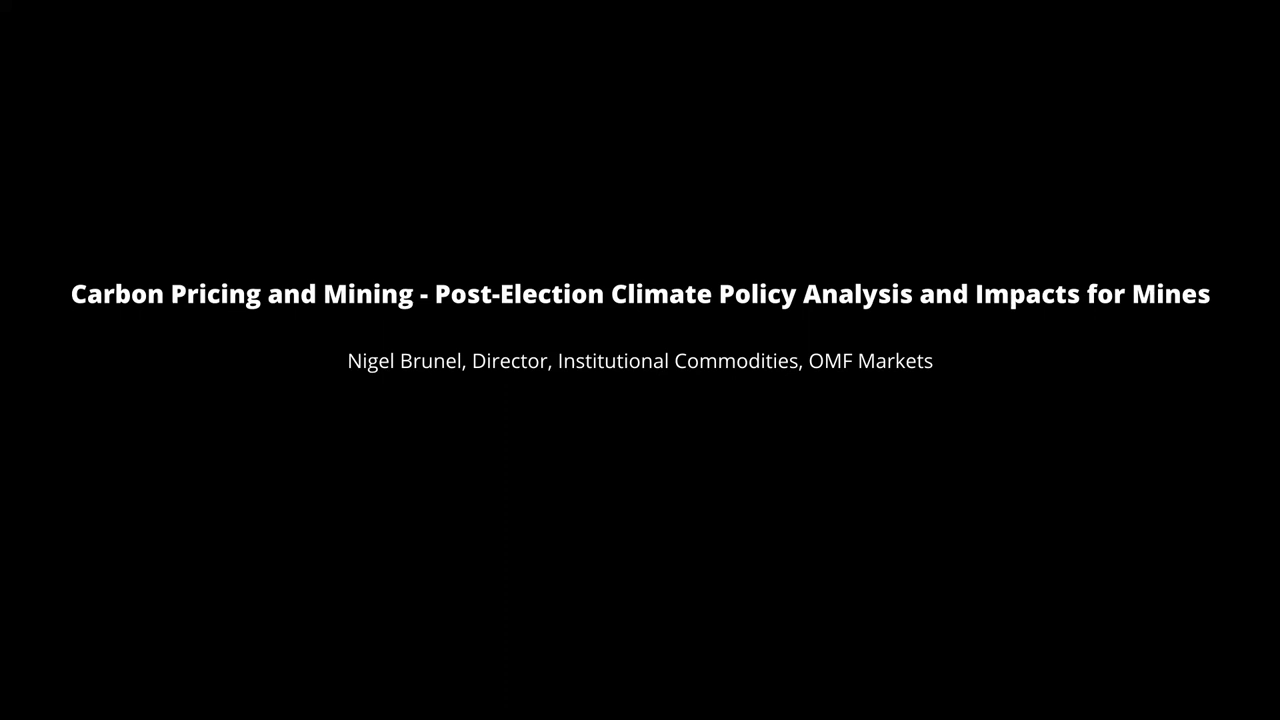 Carbon Pricing and Mining - Post-Election Climate Policy Analysis and Impacts for Mines
Nigel Brunel, Director, Institutional Commodities, OMF Markets